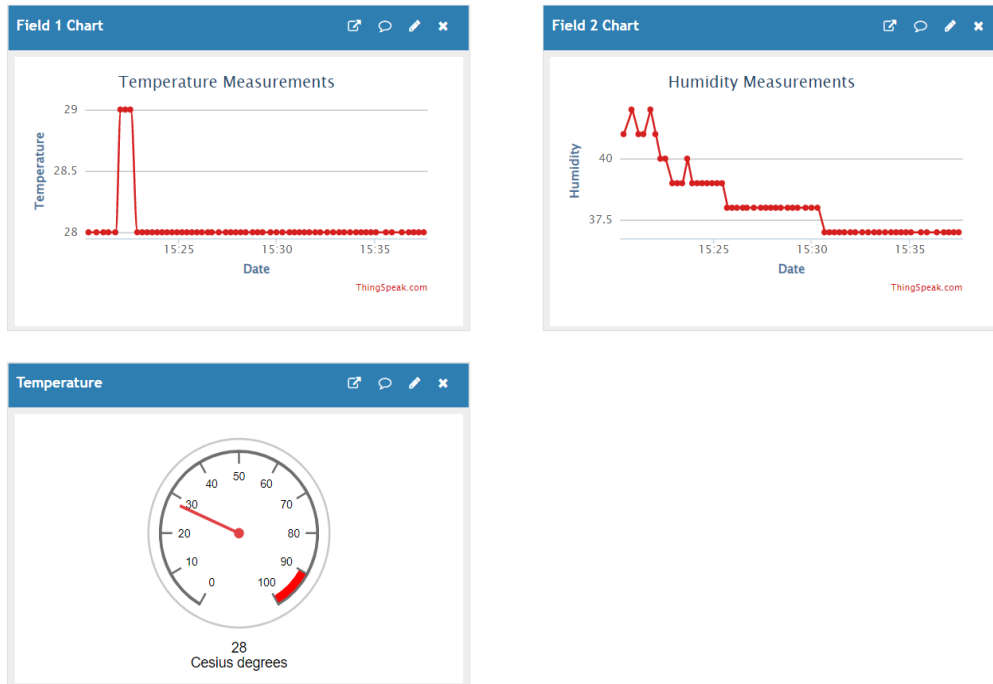 Field 1 Chart
Temperature Measurements
29
28.5
28
Temperature
15:25 15:30 15:35
Date
ThingSpeak.com
Field 2 Chart
Humidity Measurements
40
37.5
Humidity
15:25 15:30 15:35
Date
ThingSpeak.com
Temperature
0
10
20
30
40
50
60
70
80
90
100
28
Cesius degrees